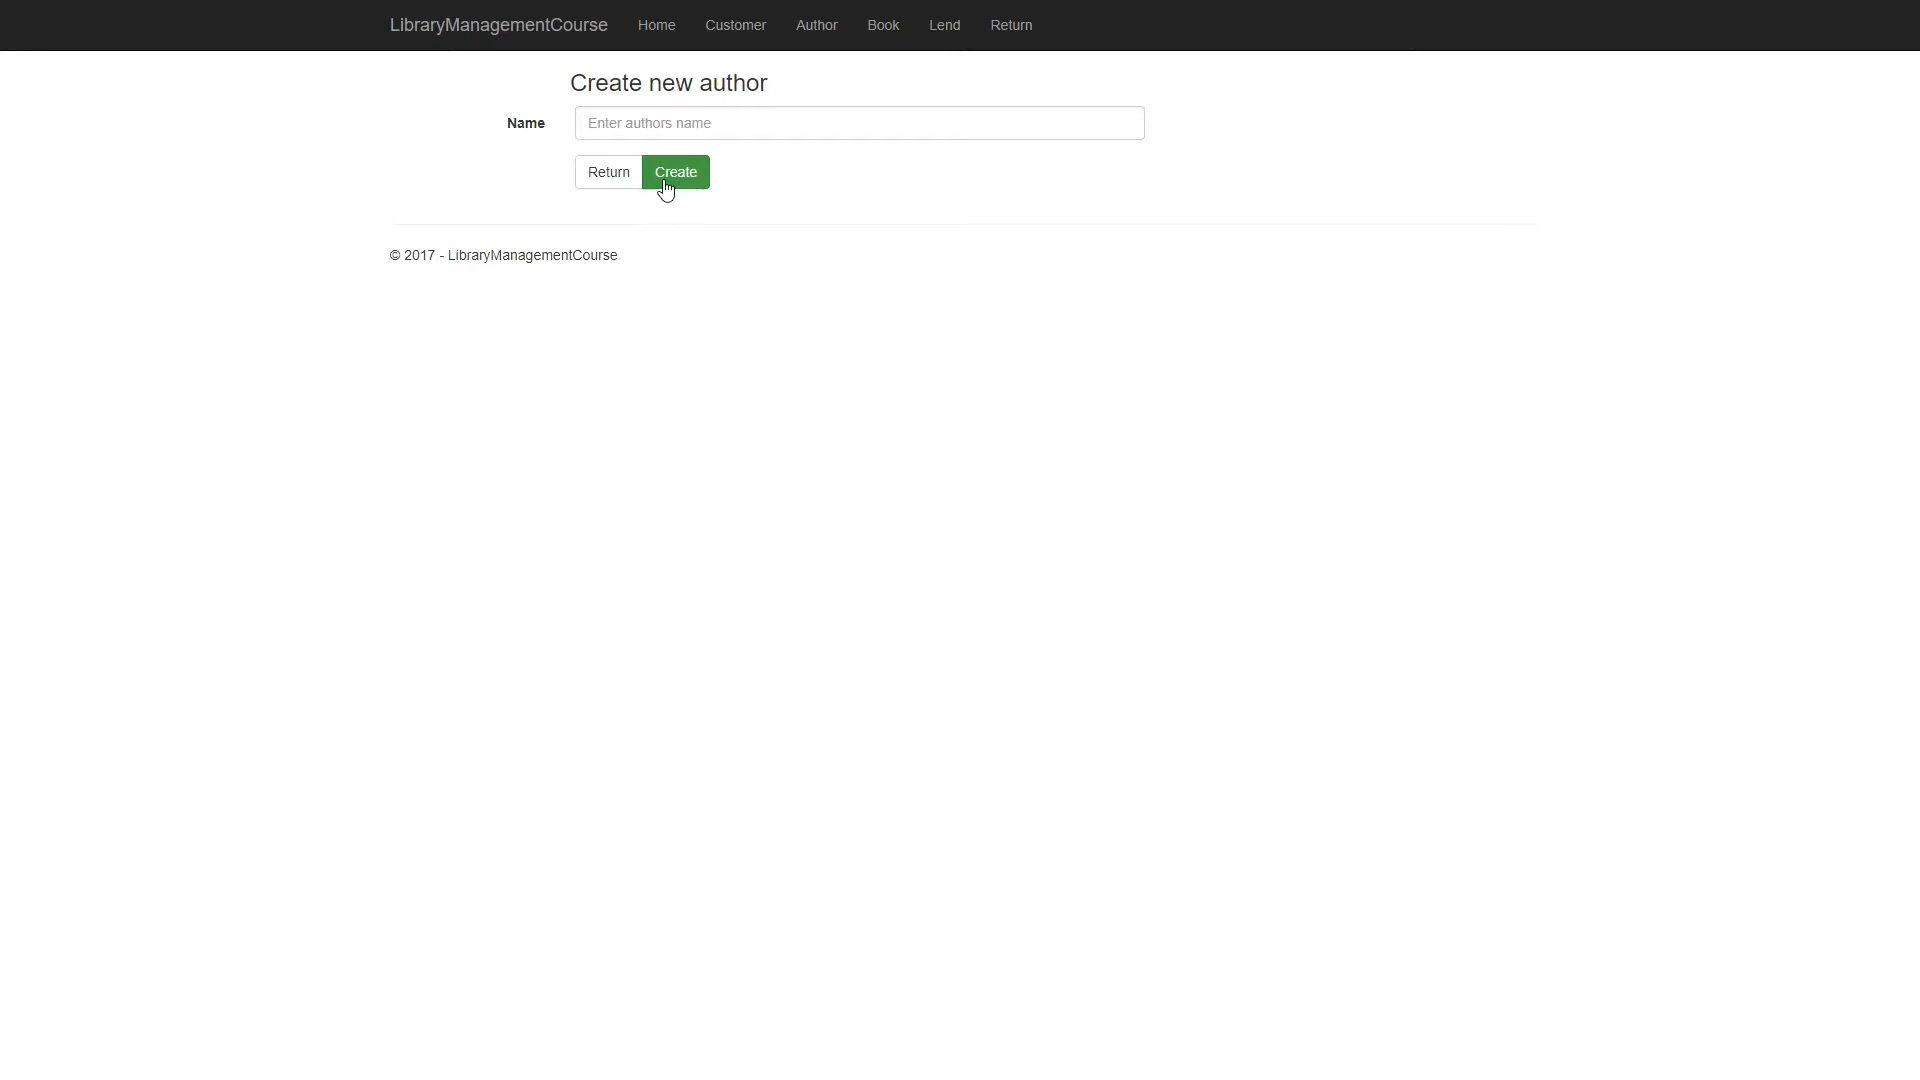 LibraryManagementCourse Home Customer Author Book Lend Return
Create new author
Name Enter authors name
Return Create
© 2017 - LibraryManagementCourse